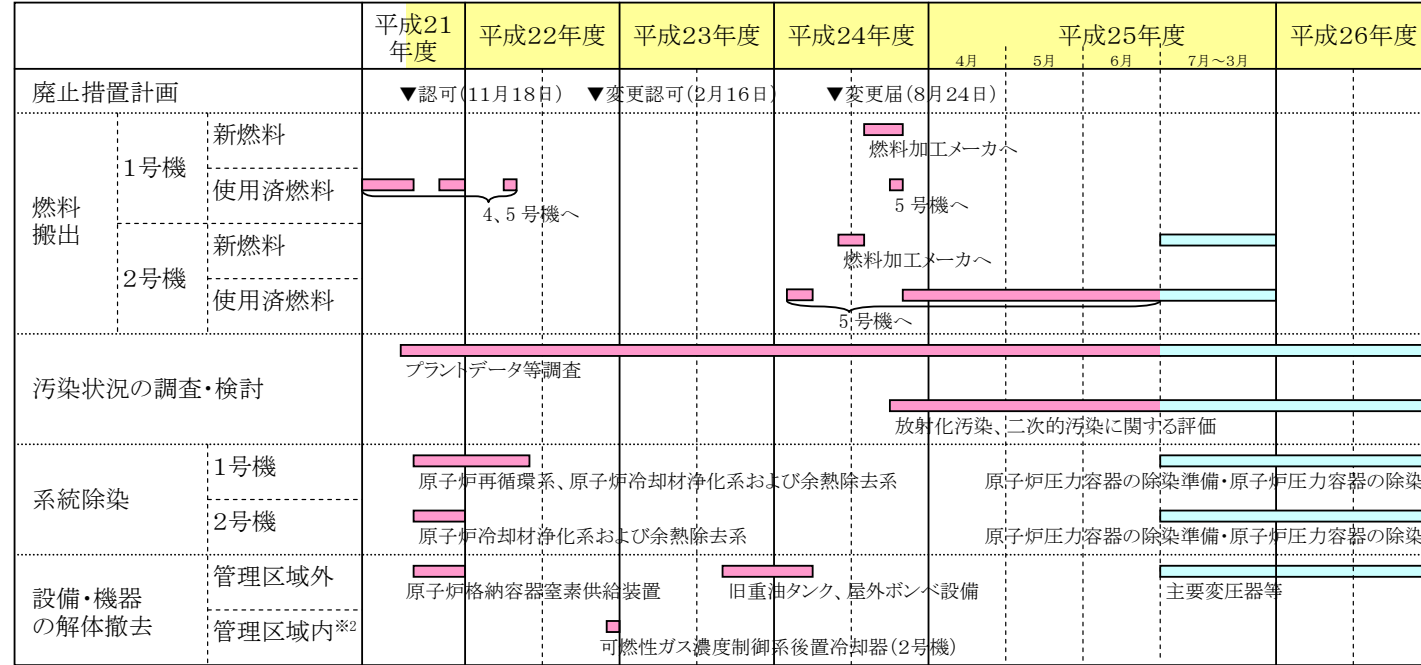 平成21年度
平成22年度
平成23年度
平成24年度
平成25年度
平成26年度
4月
5月
6月
7月～3月
廃止措置計画
▼認可(11月18日)
▼変更認可(2月16日)
▼変更届(8月24日)
燃料搬出
1号機
新燃料
燃料加工メーカへ
使用済燃料
4、5号機へ
5号機へ
2号機
新燃料
燃料加工メーカへ
使用済燃料
5号機へ
汚染状況の調査・検討
プラントデータ等調査
放射化汚染、二次的汚染に関する評価
系統除染
1号機
原子炉再循環系、原子炉冷却材浄化系および余熱除去系
原子炉圧力容器の除染準備・原子炉圧力容器の除染
2号機
原子炉冷却材浄化系および余熱除去系
原子炉圧力容器の除染準備・原子炉圧力容器の除染
設備・機器
の解体撤去
管理区域外
原子炉格納容器窒素供給装置
旧重油タンク、屋外ボンベ設備
主要変圧器等
管理区域内※2
可燃性ガス濃度制御系後置冷却器(2号機)